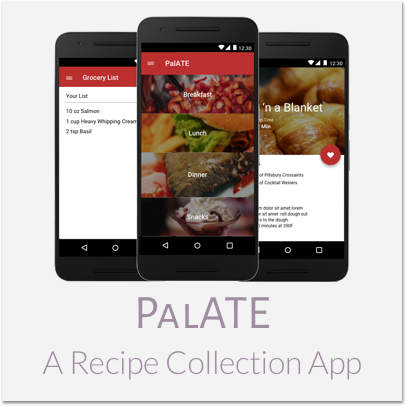 12:30
Grocery List
Your List
10 oz Salmon
1 cup Heavy Whipping Cream
2 tsp Basil
12:30
PalATE
Breakfast
Lunch
Dinner
Snacks
12:30
'n a Blanket
Min
of Pillsbury Crossaints
of Cocktail Weiners
dolor sit amet lorem
sit amet- roll dough out
to the dough.
minutes at 350F
PALATE
A Recipe Collection App